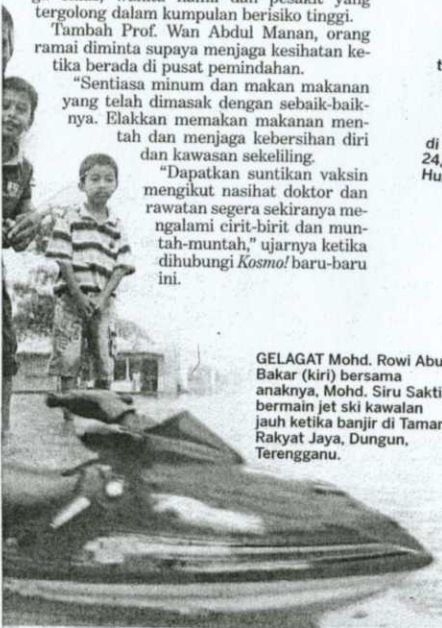 tergolong dalam kumpulan berisiko tinggi.
Tambah Prof. Wan Abdul Manan, orang
ramai diminta supaya menjaga kesihatan ke-
tika berada di pusat pemindahan.
“Sentiasa minum dan makan makanan
yang telah dimasak dengan sebaik-baik-
nya. Elakkan memakan makanan men-
tah dan menjaga kebersihan diri
dan kawasan sekeliling.
“Dapatkan suntikan vaksin
mengikut nasihat doktor dan
rawatan segera sekiranya me-
ngalami cirit-birit dan mun-
tah-muntah,” ujarnya ketika
dihubungi Kosmo! baru-baru
ini.
t
di
24,
Hu
GELAGAT Mohd. Rowi Abu
Bakar (kiri) bersama
anaknya, Mohd. Siru Sakti
bermain jet ski kawalan
jauh ketika banjir di Taman
Rakyat Jaya, Dungun,
Terengganu.